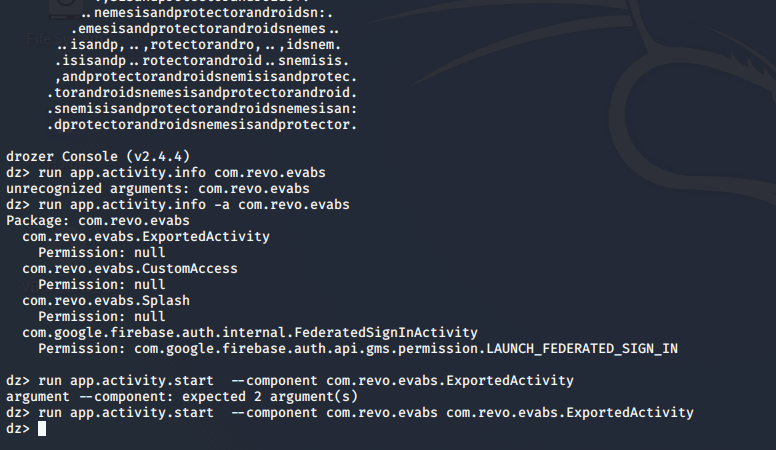 ..nemesisandprotectorandroidsn:.
.emesisandprotectorandroidsnemes..
..isandp,..,rotectorandro,..,idsnem.
.isisandp..rotectorandroid..snemisis.
,andprotectorandroidsnemisisandprotec.
.torandroidsnemesisandprotectorandroid.
.snemisisandprotectorandroidsnemesisan:
.dprotectorandroidsnemesisandprotector.
drozer Console (v2.4.4)
dz> run app.activity.info com.revo.evabs
unrecognized arguments: com.revo.evabs
dz> run app.activity.info -a com.revo.evabs
Package: com.revo.evabs
com.revo.evabs.ExportedActivity
Permission: null
com.revo.evabs.CustomAccess
Permission: null
com.revo.evabs.Splash
Permission: null
com.google.firebase.auth.internal.FederatedSignInActivity
Permission: com.google.firebase.auth.api.gms.permission.LAUNCH_FEDERATED_SIGN_IN
dz> run app.activity.start  --component com.revo.evabs.ExportedActivity
argument --component: expected 2 argument(s)
dz> run app.activity.start  --component com.revo.evabs com.revo.evabs.ExportedActivity
dz>